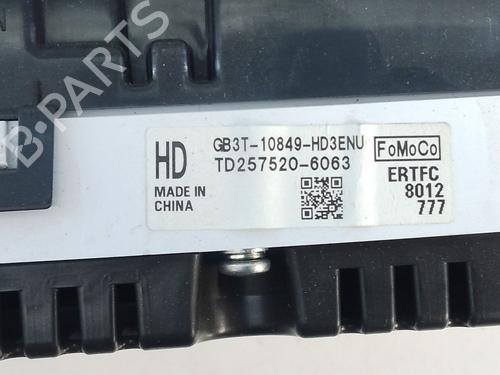 HD
GB3T-10849-HD3ENU
TD257520-6063
MADE IN
CHINA
FoMoCo
ERTFC
8012
777
B-PARTS